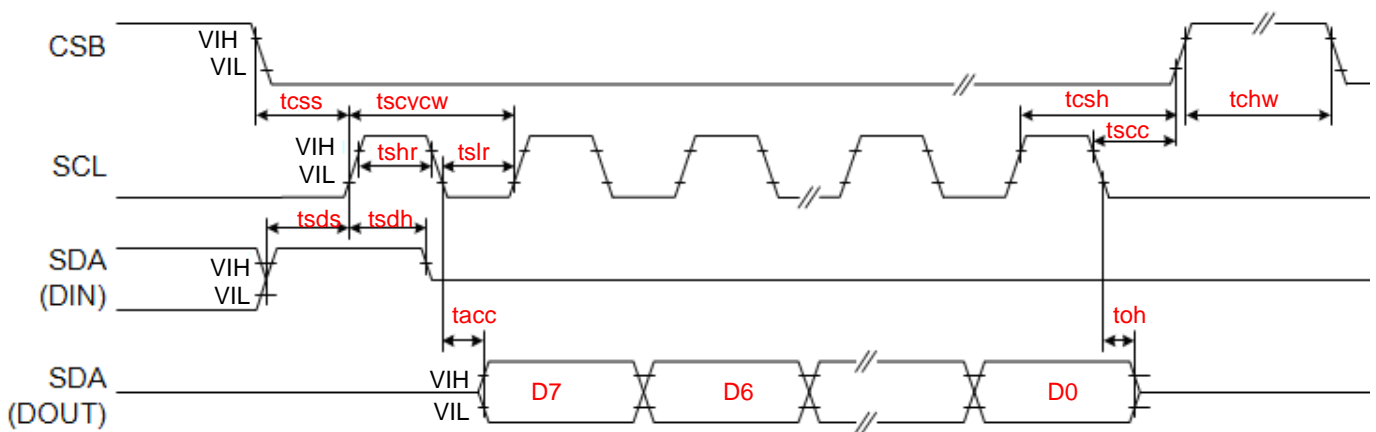 CSB
VIH
VIL
tcss
tscycw
tcsh
tchw
tscc
SCL
VIH
VIL
tshr
tslr
tsds
tsdh
SDA
(DIN)
VIH
VIL
tacc
toh
SDA
(DOUT)
VIH
VIL
D7
D6
D0